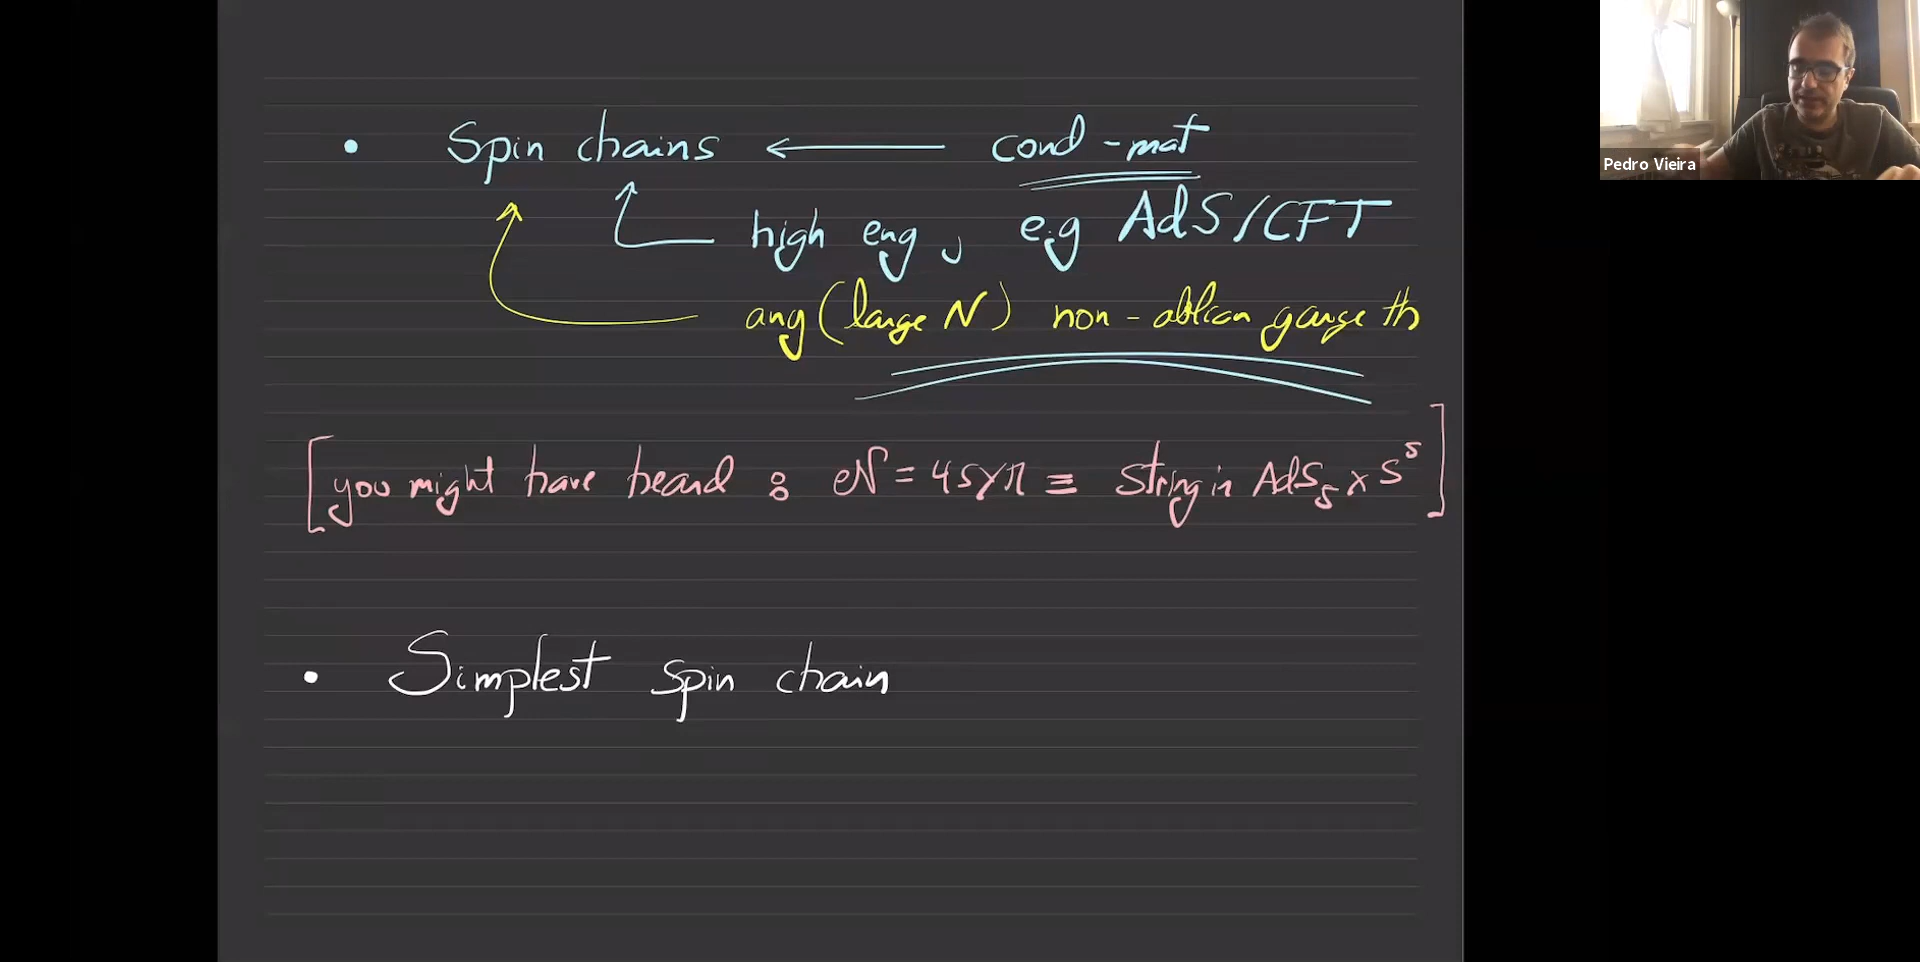 • Spin chains ← cond-mat
high eng, e.g AdS/CFT
any (large N) non-ablian gauge th
[you might have heard : N = 4 SYM ≡ string in AdS₅ x S⁵]
• Simplest spin chain
Pedro Vieira